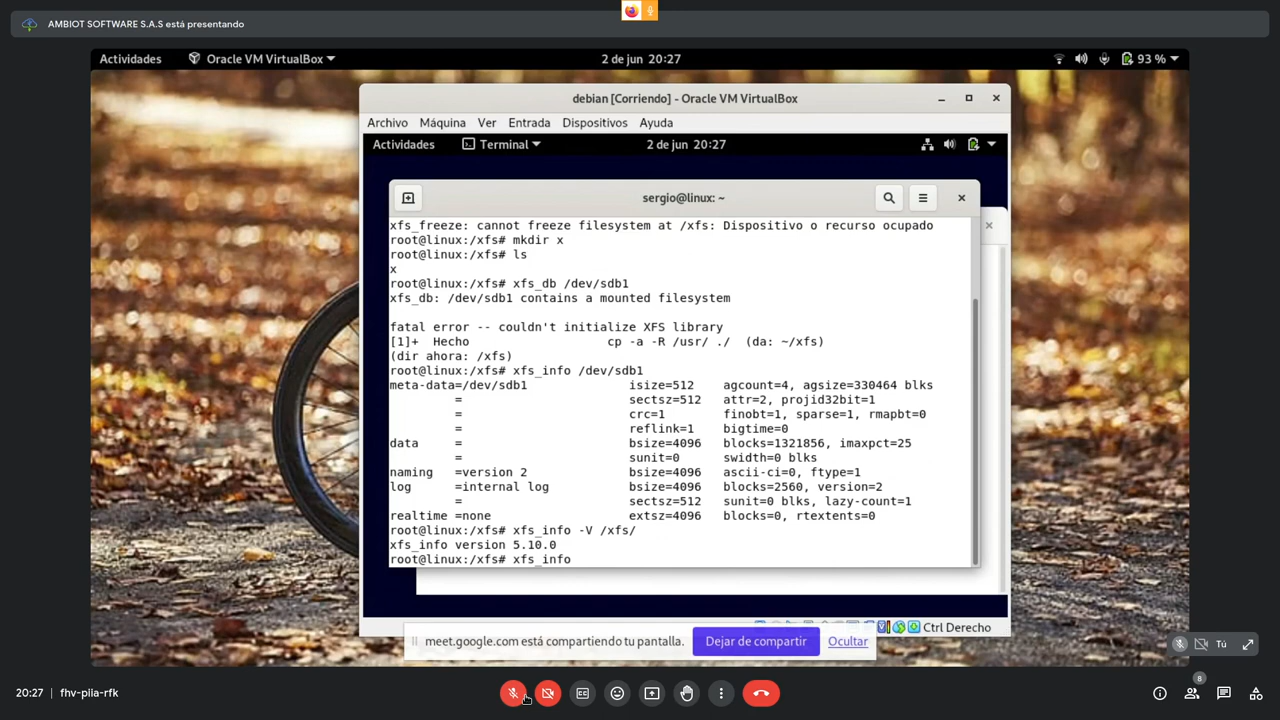 AMBIOT SOFTWARE S.A.S está presentando
Actividades Oracle VM VirtualBox 2 de jun 20:27 93 %
debian [Corriendo] - Oracle VM VirtualBox
Archivo Máquina Ver Entrada Dispositivos Ayuda
Actividades Terminal 2 de jun 20:27
sergio@linux: ~
xfs_freeze: cannot freeze filesystem at /xfs: Dispositivo o recurso ocupado
root@linux:/xfs# mkdir x
root@linux:/xfs# ls
x
root@linux:/xfs# xfs_db /dev/sdb1
xfs_db: /dev/sdb1 contains a mounted filesystem
fatal error -- couldn't initialize XFS library
[1]+  Hecho                   cp -a -R /usr/ ./  (da: ~/xfs)
(dir ahora: /xfs)
root@linux:/xfs# xfs_info /dev/sdb1
meta-data=/dev/sdb1              isize=512    agcount=4, agsize=330464 blks
         =                       sectsz=512   attr=2, projid32bit=1
         =                       crc=1        finobt=1, sparse=1, rmapbt=0
         =                       reflink=1    bigtime=0
data     =                       bsize=4096   blocks=1321856, imaxpct=25
         =                       sunit=0      swidth=0 blks
naming   =version 2              bsize=4096   ascii-ci=0, ftype=1
log      =internal log           bsize=4096   blocks=2560, version=2
         =                       sectsz=512   sunit=0 blks, lazy-count=1
realtime =none                   extsz=4096   blocks=0, rtextents=0
root@linux:/xfs# xfs_info -V /xfs/
xfs_info version 5.10.0
root@linux:/xfs# xfs_info
Ctrl Derecho
meet.google.com está compartiendo tu pantalla. Dejar de compartir Ocultar
Tú
20:27 fhv-piia-rfk 8